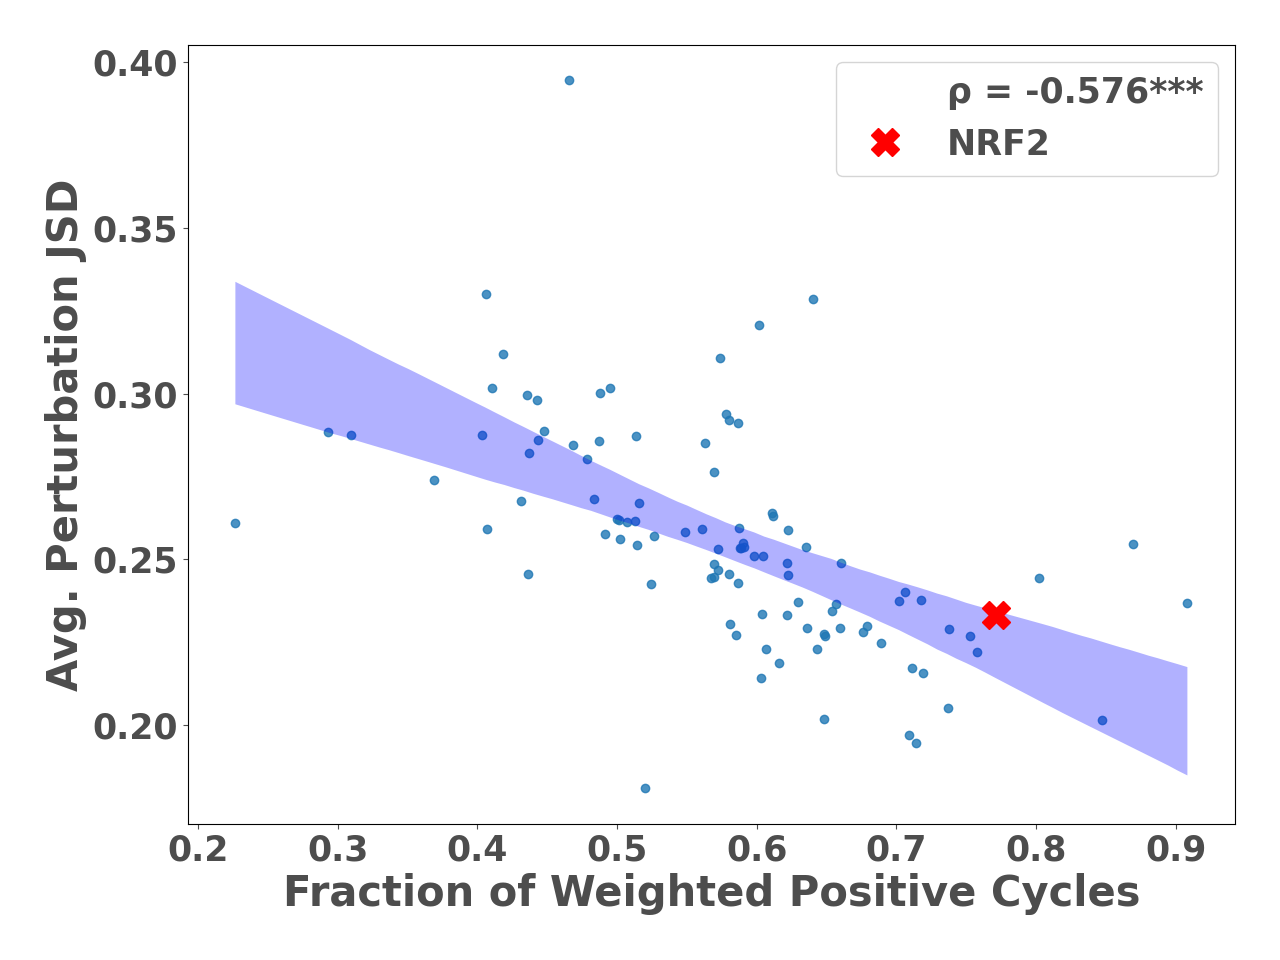 ρ = -0.576***
NRF2
0.40
0.35
0.30
0.25
0.20
Avg. Perturbation JSD
0.2 0.3 0.4 0.5 0.6 0.7 0.8 0.9
Fraction of Weighted Positive Cycles